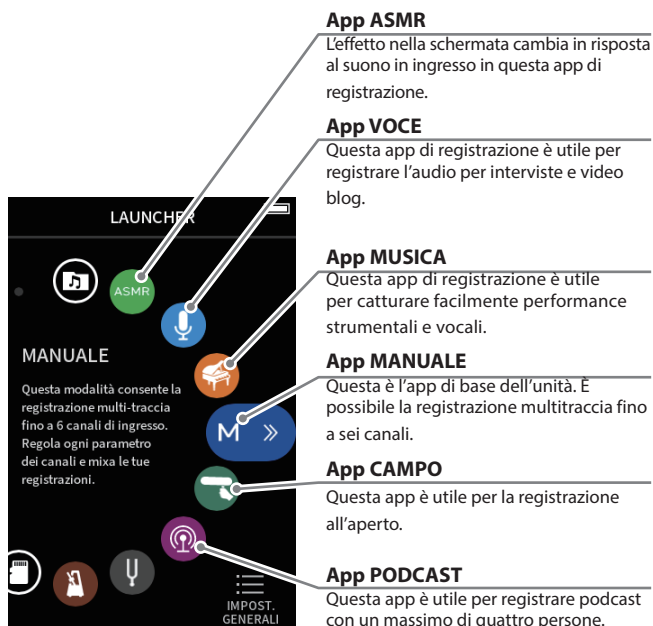 App ASMR
L'effetto nella schermata cambia in risposta
al suono in ingresso in questa app di
registrazione.
App VOCE
Questa app di registrazione è utile per
registrare l'audio per interviste e video
blog.
App MUSICA
Questa app di registrazione è utile
per catturare facilmente performance
strumentali e vocali.
App MANUALE
Questa è l'app di base dell'unità. È
possibile la registrazione multitraccia fino
a sei canali.
App CAMPO
Questa app è utile per la registrazione
all'aperto.
App PODCAST
Questa app è utile per registrare podcast
con un massimo di quattro persone.
LAUNCHER
ASMR
MANUALE
Questa modalità consente la
registrazione multi-traccia
fino a 6 canali di ingresso.
Regola ogni parametro
dei canali e mixa le tue
registrazioni.
M
IMPOST.
GENERALI